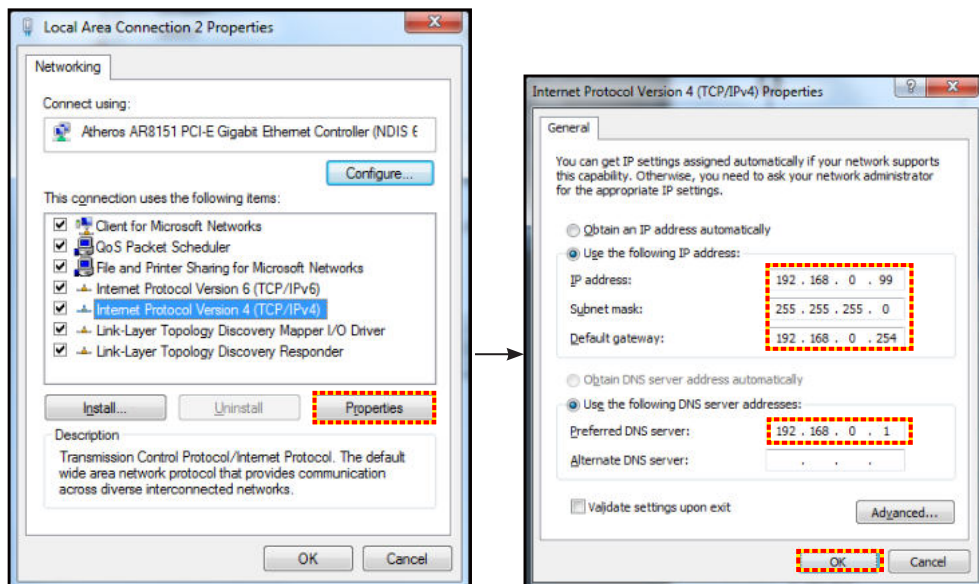 Local Area Connection 2 Properties
Networking
Connect using:
Atheros AR8151 PCI-E Gigabit Ethernet Controller (NDIS 6
Configure...
This connection uses the following items:
Client for Microsoft Networks
QoS Packet Scheduler
File and Printer Sharing for Microsoft Networks
Internet Protocol Version 6 (TCP/IPv6)
Internet Protocol Version 4 (TCP/IPv4)
Link-Layer Topology Discovery Mapper I/O Driver
Link-Layer Topology Discovery Responder
Install...
Uninstall
Properties
Description
Transmission Control Protocol/Internet Protocol. The default
wide area network protocol that provides communication
across diverse interconnected networks.
OK
Cancel
Internet Protocol Version 4 (TCP/IPv4) Properties
General
You can get IP settings assigned automatically if your network supports
this capability. Otherwise, you need to ask your network administrator
for the appropriate IP settings.
Obtain an IP address automatically
Use the following IP address:
IP address: 192 . 168 . 0 . 99
Subnet mask: 255 . 255 . 255 . 0
Default gateway: 192 . 168 . 0 . 254
Obtain DNS server address automatically
Use the following DNS server addresses:
Preferred DNS server: 192 . 168 . 0 . 1
Alternate DNS server: . . .
Validate settings upon exit
Advanced...
OK
Cancel